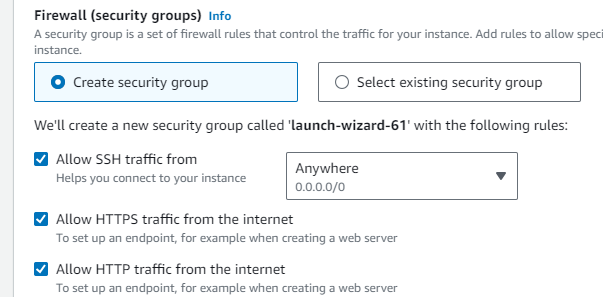 Firewall (security groups) Info
A security group is a set of firewall rules that control the traffic for your instance. Add rules to allow
instance.
Create security group
Select existing security group
We'll create a new security group called 'launch-wizard-61' with the following rules:
Allow SSH traffic from
Helps you connect to your instance
Anywhere
0.0.0.0/0
Allow HTTPS traffic from the internet
To set up an endpoint, for example when creating a web server
Allow HTTP traffic from the internet
To set up an endpoint, for example when creating a web server